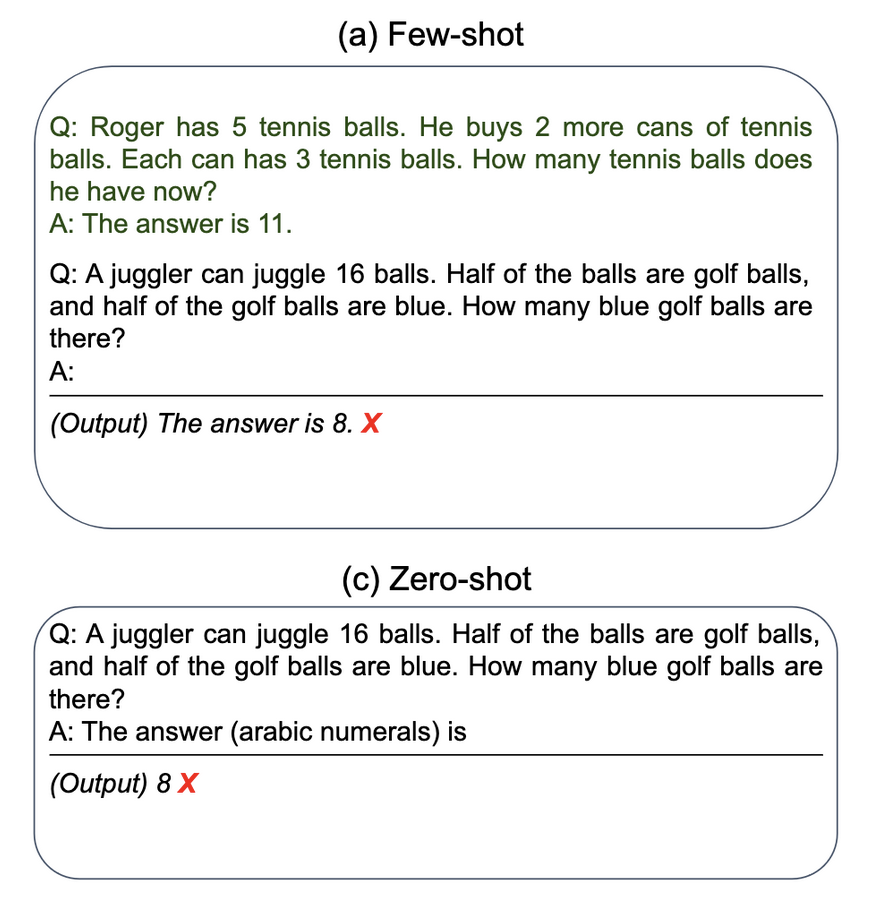 (a) Few-shot
Q: Roger has 5 tennis balls. He buys 2 more cans of tennis
balls. Each can has 3 tennis balls. How many tennis balls does
he have now?
A: The answer is 11.
Q: A juggler can juggle 16 balls. Half of the balls are golf balls,
and half of the golf balls are blue. How many blue golf balls are
there?
A:
(Output) The answer is 8. X
(c) Zero-shot
Q: A juggler can juggle 16 balls. Half of the balls are golf balls,
and half of the golf balls are blue. How many blue golf balls are
there?
A: The answer (arabic numerals) is
(Output) 8 X